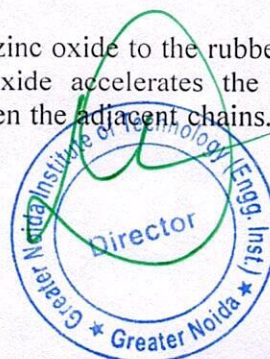 zinc oxide to the rubbe
oxide accelerates the
en the adjacent chains.
Greater Noida Institute of Technology (Engg. Inst.)
Director
★ Greater Noida ★